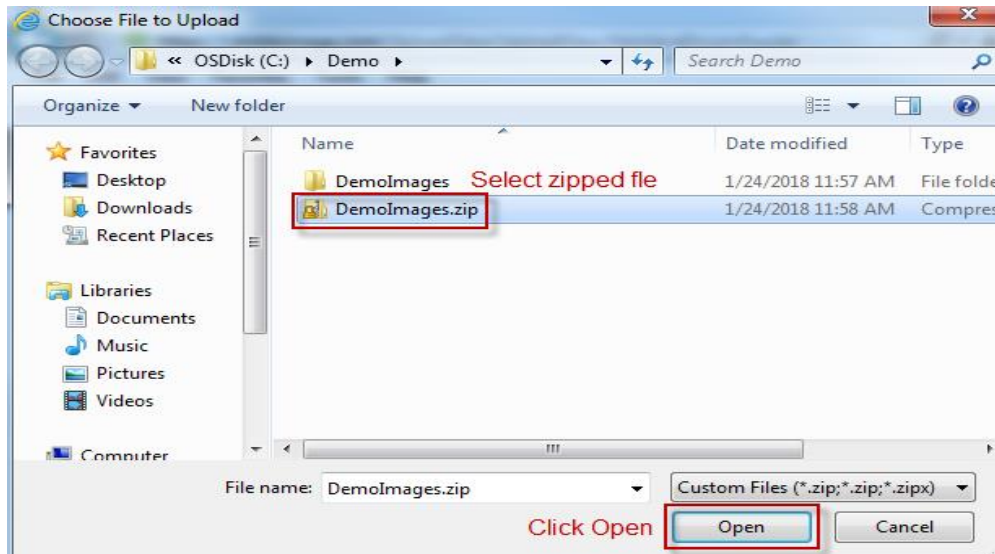 Choose File to Upload
« OSDisk (C:) ▸ Demo ▸
Search Demo
Organize
New folder
Name
Date modified
Type
Favorites
Desktop
Downloads
Recent Places
Libraries
Documents
Music
Pictures
Videos
Computer
DemoImages
Select zipped fle
1/24/2018 11:57 AM
File folde
DemoImages.zip
1/24/2018 11:58 AM
Compres
File name:
DemoImages.zip
Custom Files (*.zip;*.zip;*.zipx)
Click Open
Open
Cancel